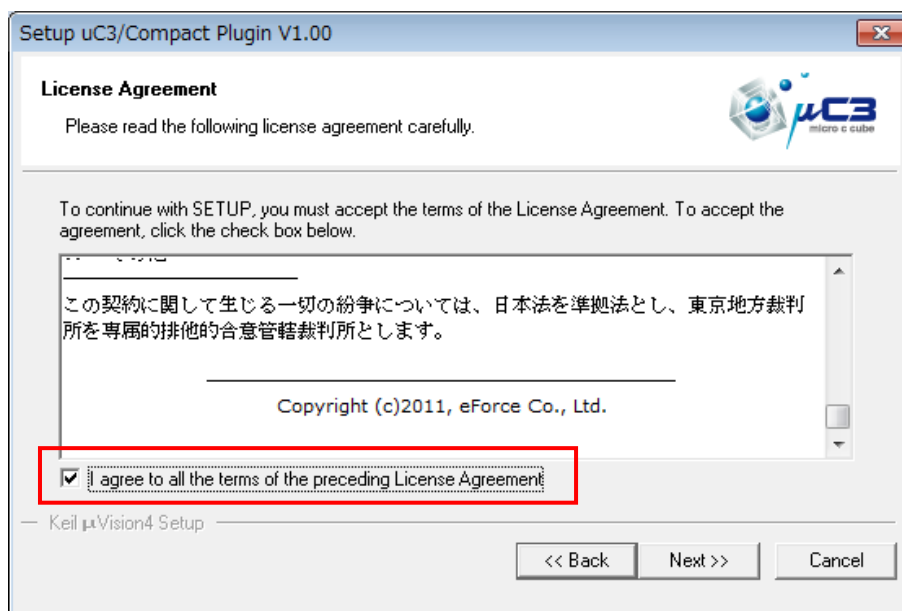 Setup uC3/Compact Plugin V1.00
License Agreement
Please read the following license agreement carefully.
μC3
micro c cube
To continue with SETUP, you must accept the terms of the License Agreement. To accept the
agreement, click the check box below.
この契約に関して生じる一切の紛争については、日本法を準拠法とし、東京地方裁判
所を専属的排他的合意管轄裁判所とします。
Copyright (c)2011, eForce Co., Ltd.
I agree to all the terms of the preceding License Agreement
Keil μVision4 Setup
<< Back
Next >>
Cancel